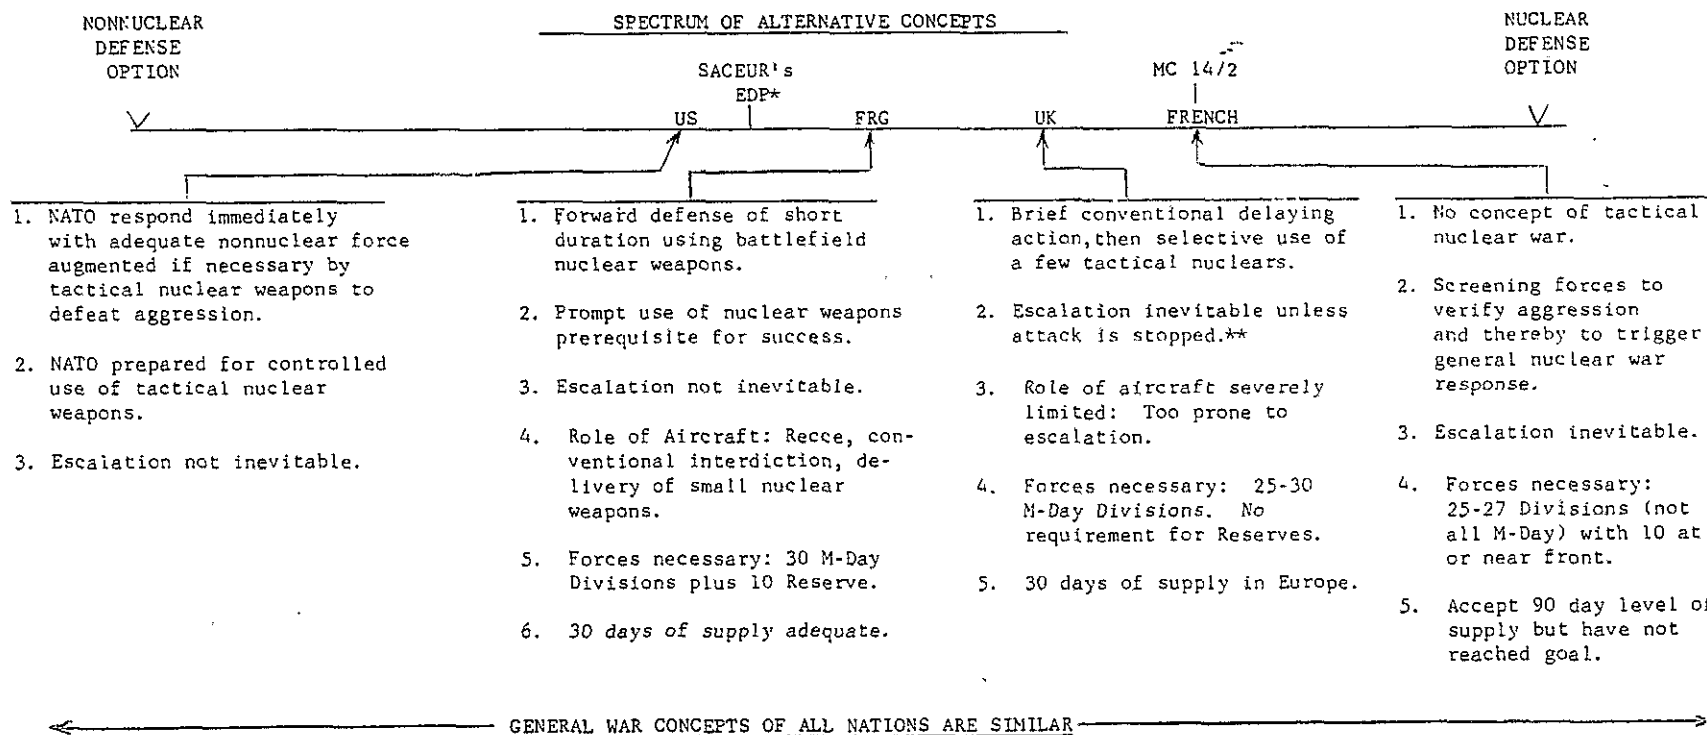 NONNUCLEAR
DEFENSE
OPTION
SPECTRUM OF ALTERNATIVE CONCEPTS
NUCLEAR
DEFENSE
OPTION
SACEUR's
EDP*
MC 14/2
US
FRG
UK
FRENCH
1. NATO respond immediately
with adequate nonnuclear force
augmented if necessary by
tactical nuclear weapons to
defeat aggression.
2. NATO prepared for controlled
use of tactical nuclear
weapons.
3. Escalation not inevitable.
1. Forward defense of short
duration using battlefield
nuclear weapons.
2. Prompt use of nuclear weapons
prerequisite for success.
3. Escalation not inevitable.
4. Role of Aircraft: Recce, con-
ventional interdiction, de-
livery of small nuclear
weapons.
5. Forces necessary: 30 M-Day
Divisions plus 10 Reserve.
6. 30 days of supply adequate.
1. Brief conventional delaying
action,then selective use of
a few tactical nuclears.
2. Escalation inevitable unless
attack is stopped.**
3. Role of aircraft severely
limited: Too prone to
escalation.
4. Forces necessary: 25-30
M-Day Divisions. No
requirement for Reserves.
5. 30 days of supply in Europe.
1. No concept of tactical
nuclear war.
2. Screening forces to
verify aggression
and thereby to trigger
general nuclear war
response.
3. Escalation inevitable.
4. Forces necessary:
25-27 Divisions (not
all M-Day) with 10 at
or near front.
5. Accept 90 day level of
supply but have not
reached goal.
GENERAL WAR CONCEPTS OF ALL NATIONS ARE SIMILAR